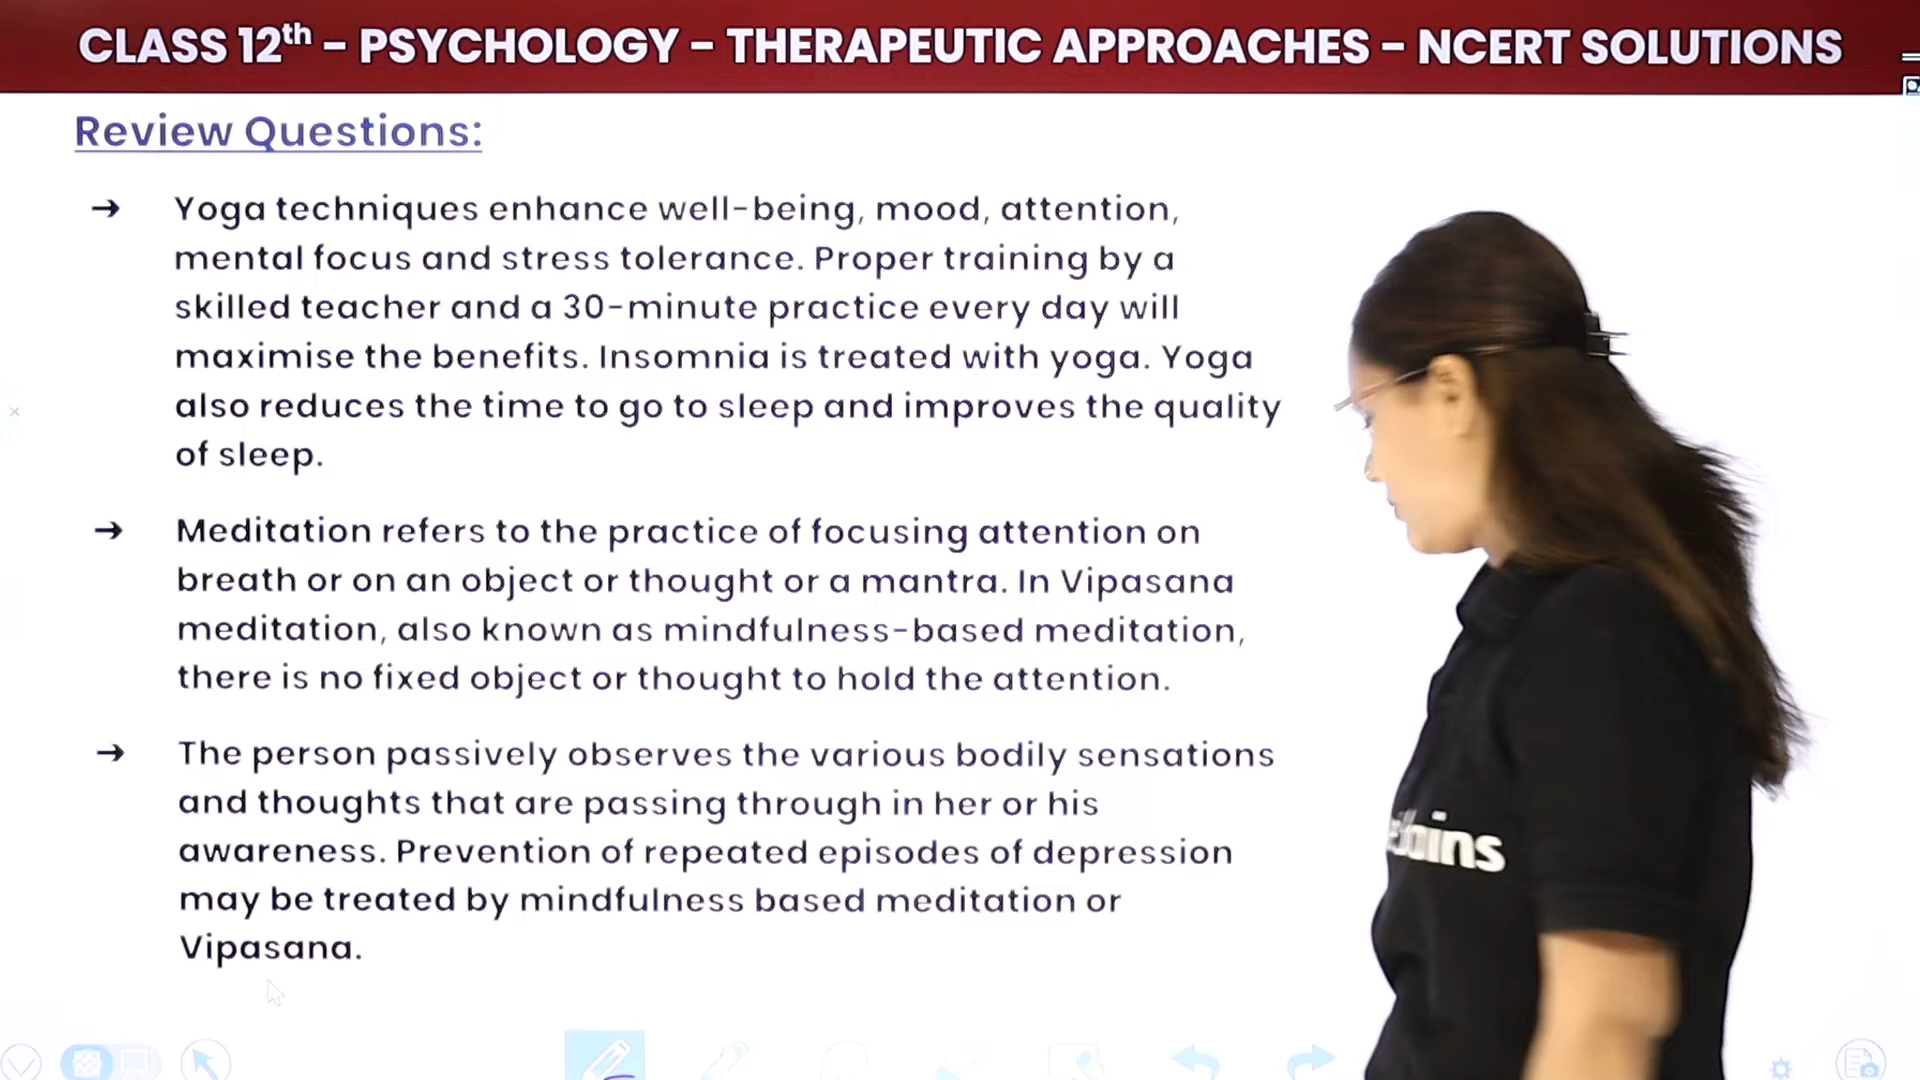 CLASS 12th – PSYCHOLOGY – THERAPEUTIC APPROACHES – NCERT SOLUTIONS
Review Questions:
→ Yoga techniques enhance well-being, mood, attention,
mental focus and stress tolerance. Proper training by a
skilled teacher and a 30-minute practice every day will
maximise the benefits. Insomnia is treated with yoga. Yoga
also reduces the time to go to sleep and improves the quality
of sleep.
→ Meditation refers to the practice of focusing attention on
breath or on an object or thought or a mantra. In Vipasana
meditation, also known as mindfulness-based meditation,
there is no fixed object or thought to hold the attention.
→ The person passively observes the various bodily sensations
and thoughts that are passing through in her or his
awareness. Prevention of repeated episodes of depression
may be treated by mindfulness based meditation or
Vipasana.